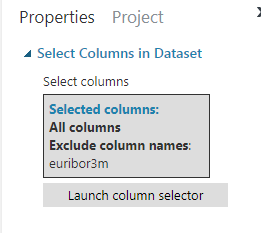 Properties Project
Select Columns in Dataset
Select columns
Selected columns:
All columns
Exclude column names:
euribor3m
Launch column selector